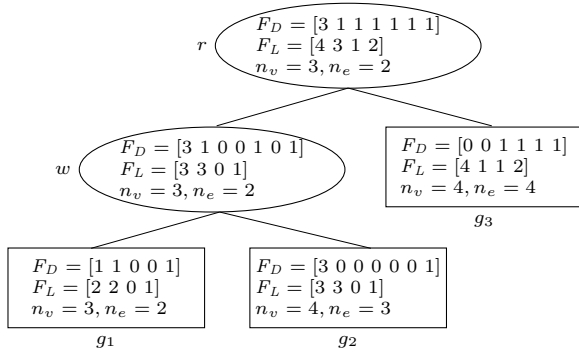 r
F_D = [3 1 1 1 1 1 1]
F_L = [4 3 1 2]
n_v = 3, n_e = 2
w
F_D = [3 1 0 0 1 0 1]
F_L = [3 3 0 1]
n_v = 3, n_e = 2
F_D = [0 0 1 1 1 1]
F_L = [4 1 1 2]
n_v = 4, n_e = 4
g_3
F_D = [1 1 0 0 1]
F_L = [2 2 0 1]
n_v = 3, n_e = 2
g_1
F_D = [3 0 0 0 0 0 1]
F_L = [3 3 0 1]
n_v = 4, n_e = 3
g_2